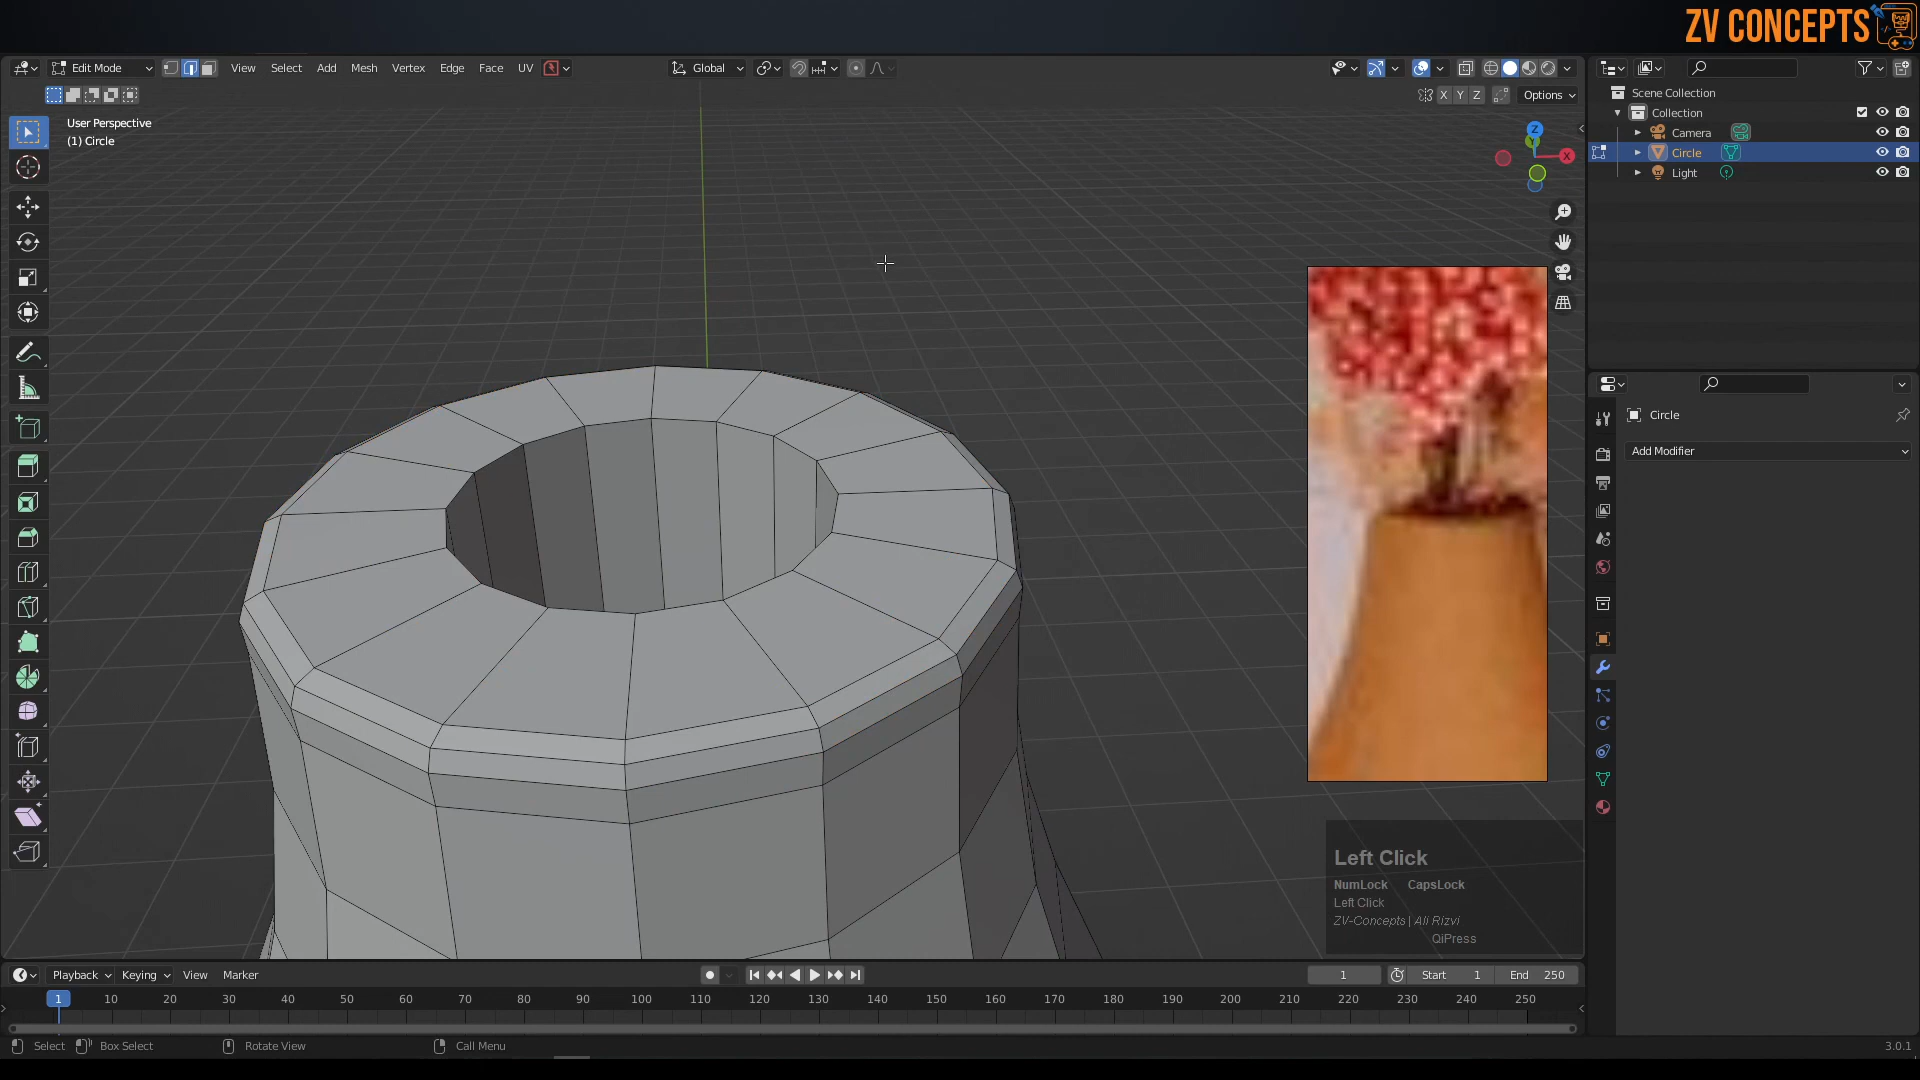 ZV CONCEPTS
Edit Mode View Select Add Mesh Vertex Edge Face UV Global
X Y Z Options
User Perspective
(1) Circle
Z
X
Scene Collection
Collection
Camera
Circle
Light
Circle
Add Modifier
Left Click
NumLock CapsLock
Left Click
ZV-Concepts | Ali Rizvi
QiPress
Playback Keying View Marker 1 Start 1 End 250
1 10 20 30 40 50 60 70 80 90 100 110 120 130 140 150 160 170 180 190 200 210 220 230 240 250
Select Box Select Rotate View Call Menu 3.0.1